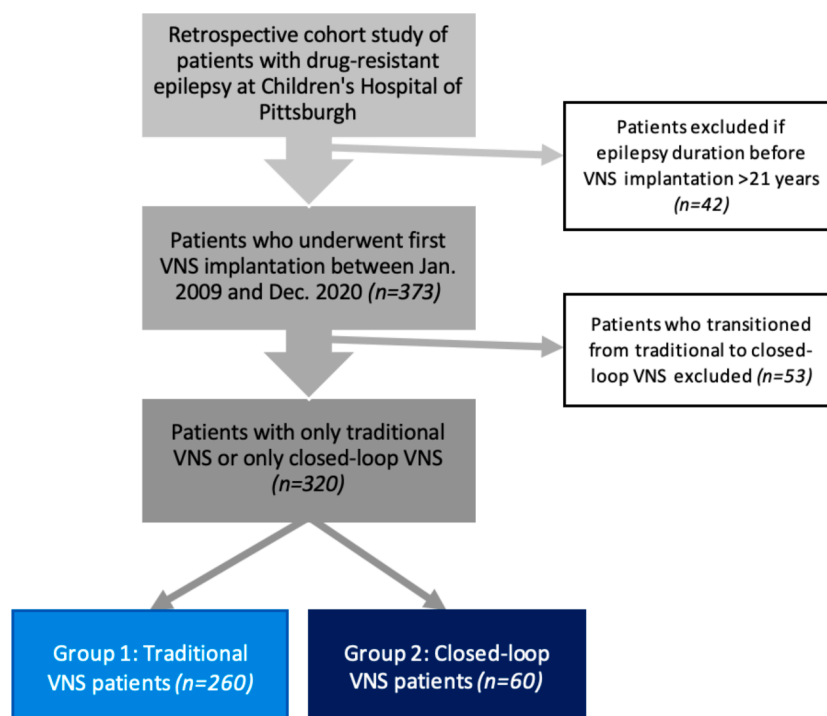 Retrospective cohort study of
patients with drug-resistant
epilepsy at Children's Hospital of
Pittsburgh
Patients excluded if
epilepsy duration before
VNS implantation >21 years
(n=42)
Patients who underwent first
VNS implantation between Jan.
2009 and Dec. 2020 (n=373)
Patients who transitioned
from traditional to closed-
loop VNS excluded (n=53)
Patients with only traditional
VNS or only closed-loop VNS
(n=320)
Group 1: Traditional
VNS patients (n=260)
Group 2: Closed-loop
VNS patients (n=60)